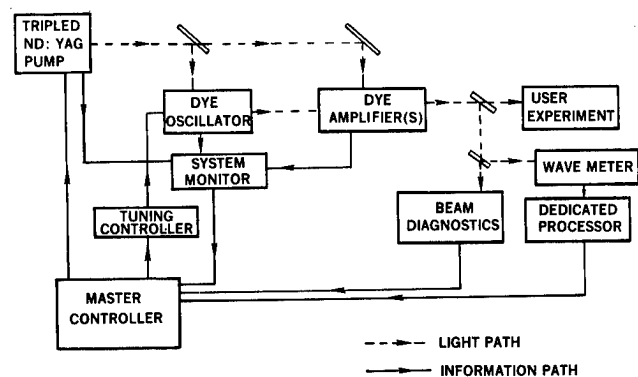 TRIPLED
ND: YAG
PUMP
DYE
OSCILLATOR
DYE
AMPLIFIER(S)
USER
EXPERIMENT
SYSTEM
MONITOR
WAVE METER
TUNING
CONTROLLER
BEAM
DIAGNOSTICS
DEDICATED
PROCESSOR
MASTER
CONTROLLER
LIGHT PATH
INFORMATION PATH